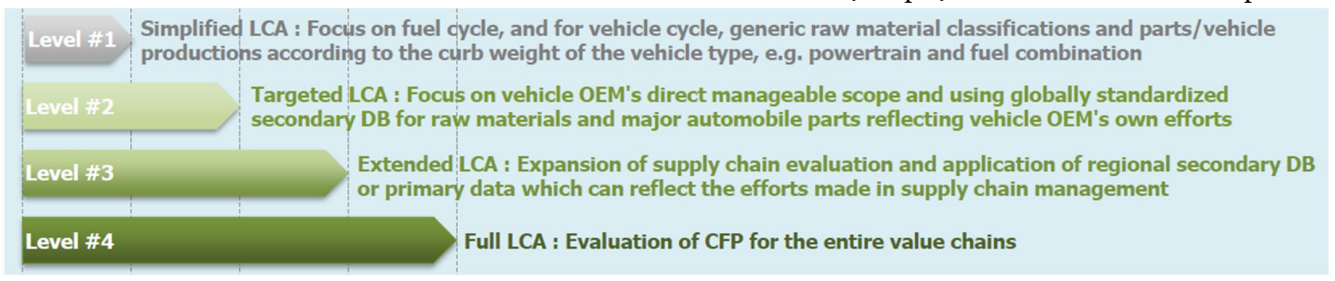 Level #1
Simplified LCA : Focus on fuel cycle, and for vehicle cycle, generic raw material classifications and parts/vehicle
productions according to the curb weight of the vehicle type, e.g. powertrain and fuel combination
Level #2
Targeted LCA : Focus on vehicle OEM's direct manageable scope and using globally standardized
secondary DB for raw materials and major automobile parts reflecting vehicle OEM's own efforts
Level #3
Extended LCA : Expansion of supply chain evaluation and application of regional secondary DB
or primary data which can reflect the efforts made in supply chain management
Level #4
Full LCA : Evaluation of CFP for the entire value chains